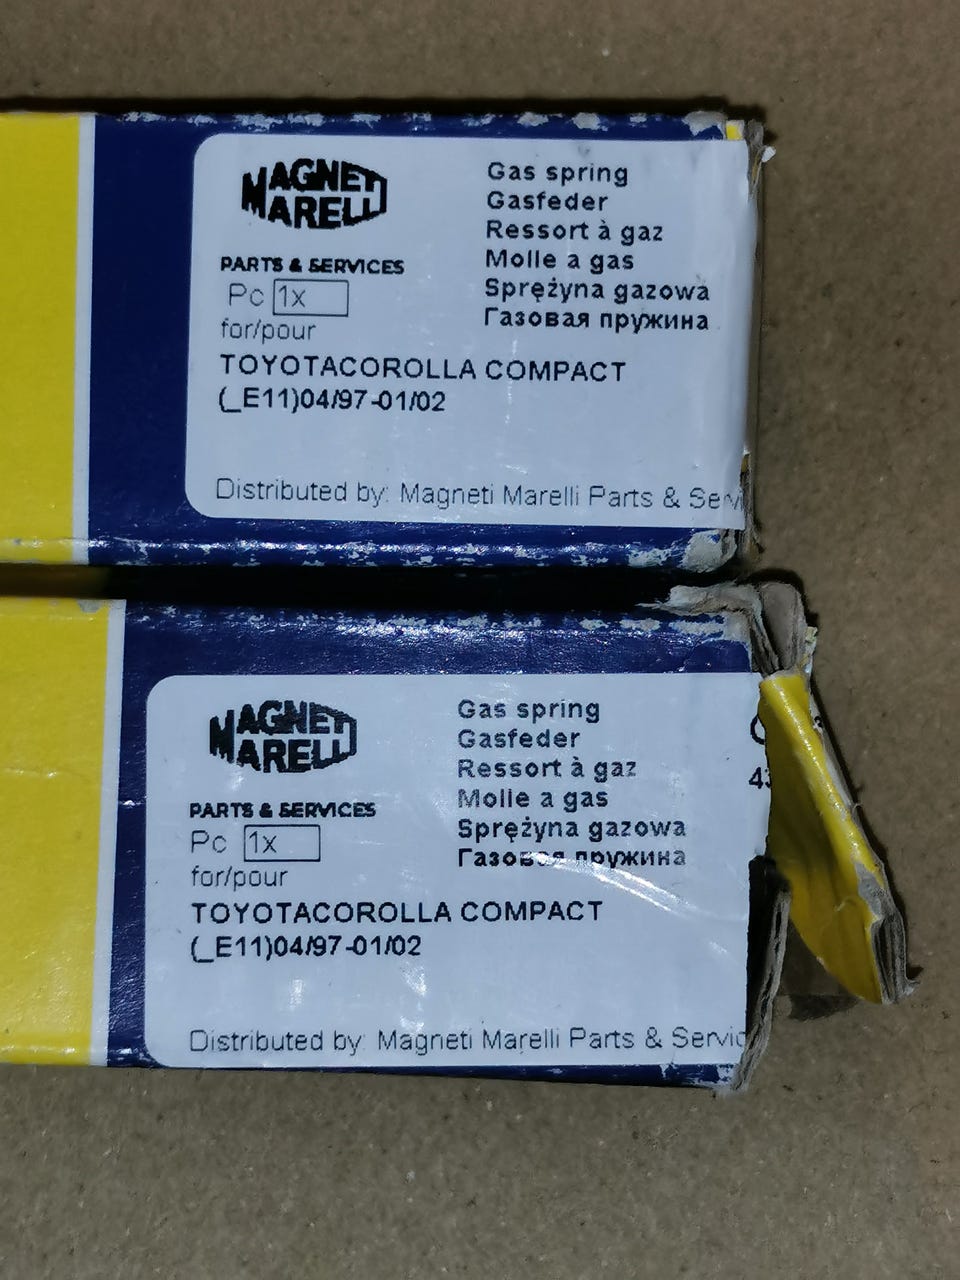 MAGNETI
MARELLI
PARTS & SERVICES
Pc 1x
for/pour
TOYOTACOROLLA COMPACT
(_E11)04/97-01/02
Gas spring
Gasfeder
Ressort à gaz
Molle a gas
Sprężyna gazowa
Газовая пружина
Distributed by: Magneti Marelli Parts & Servi
MAGNETI
MARELLI
PARTS & SERVICES
Pc 1x
for/pour
TOYOTACOROLLA COMPACT
(_E11)04/97-01/02
Gas spring
Gasfeder
Ressort à gaz
Molle a gas
Sprężyna gazowa
Газовая пружина
Distributed by: Magneti Marelli Parts & Servic